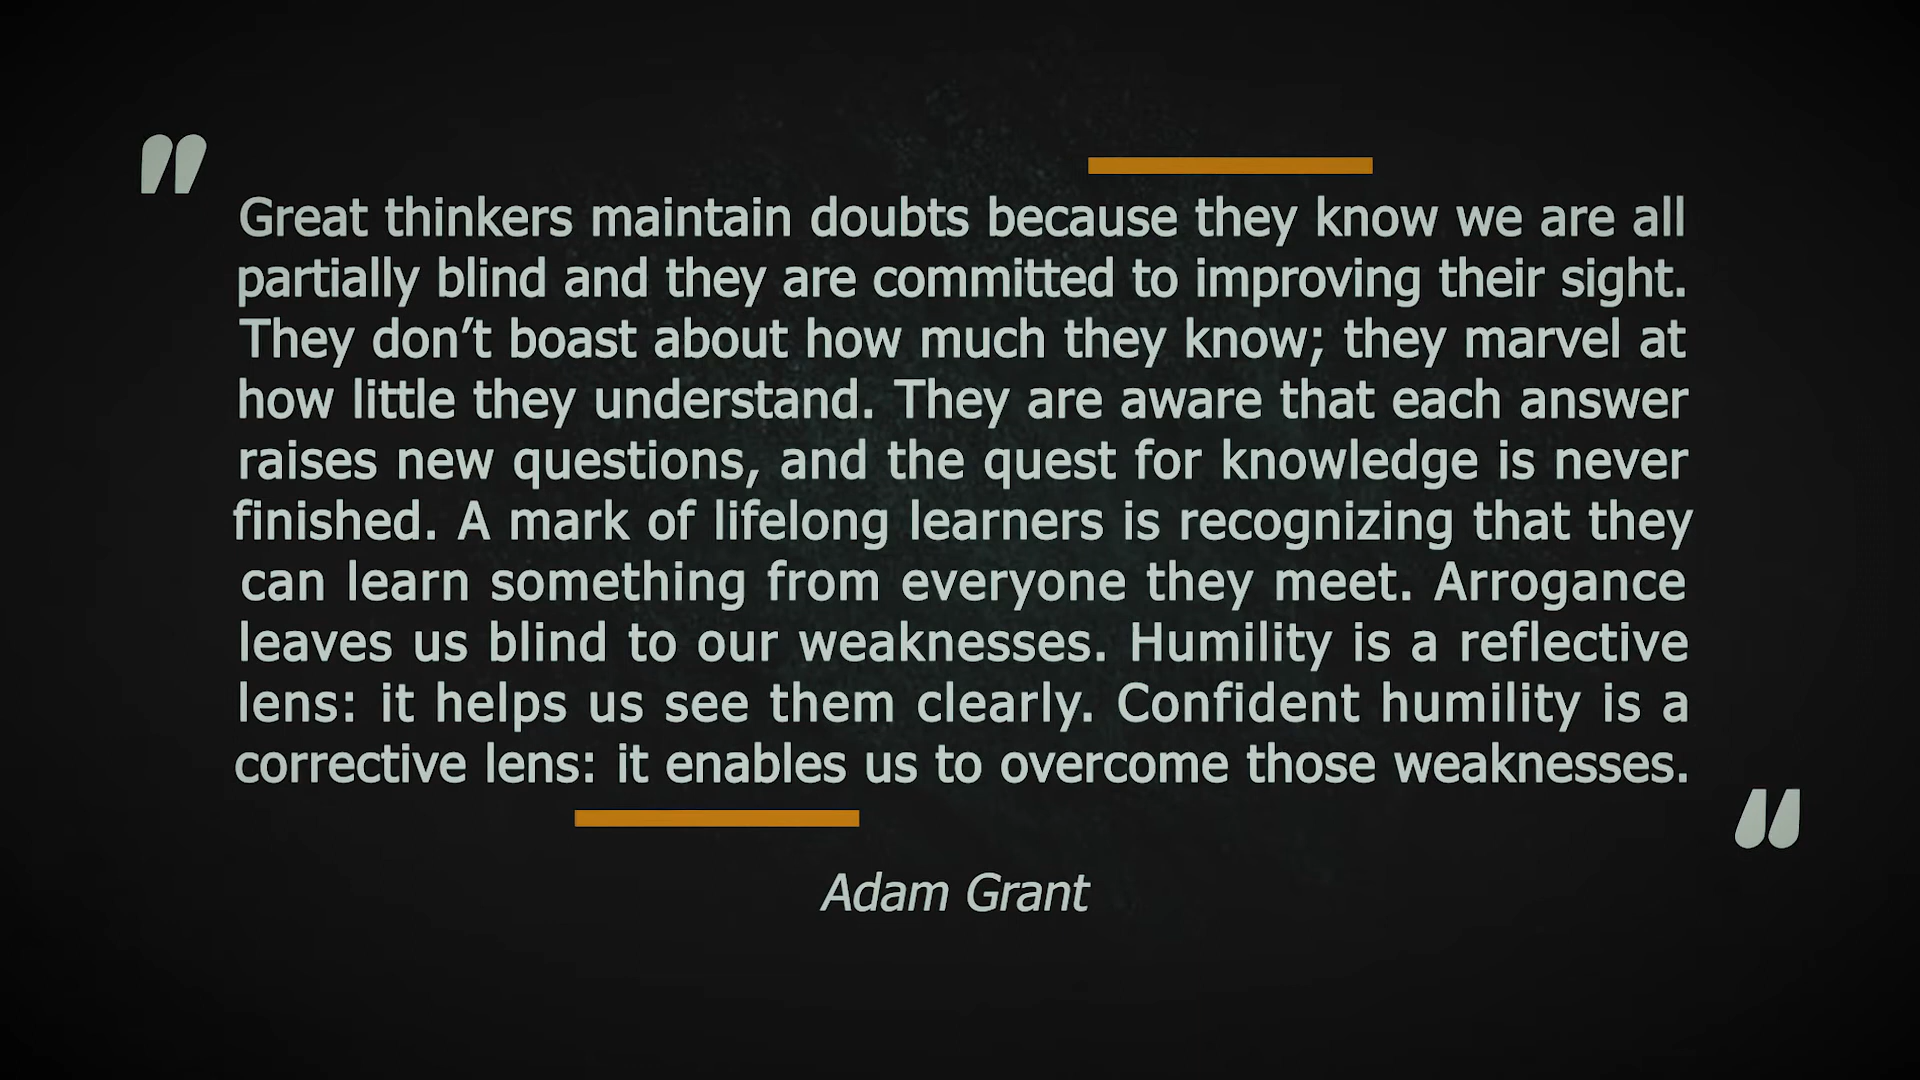 "
Great thinkers maintain doubts because they know we are all
partially blind and they are committed to improving their sight.
They don’t boast about how much they know; they marvel at
how little they understand. They are aware that each answer
raises new questions, and the quest for knowledge is never
finished. A mark of lifelong learners is recognizing that they
can learn something from everyone they meet. Arrogance
leaves us blind to our weaknesses. Humility is a reflective
lens: it helps us see them clearly. Confident humility is a
corrective lens: it enables us to overcome those weaknesses.
"
Adam Grant